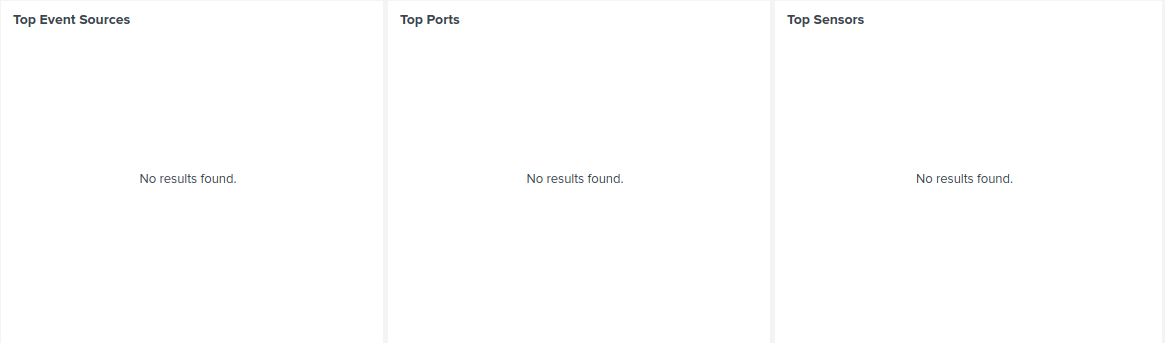 Top Event Sources
No results found.
Top Ports
No results found.
Top Sensors
No results found.